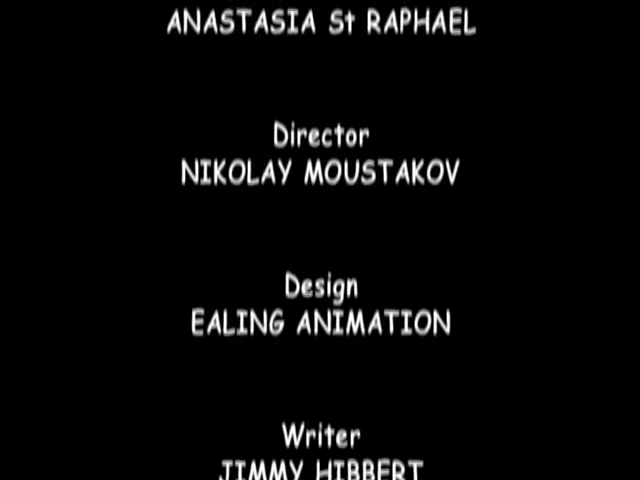 ANASTASIA St RAPHAEL
Director
NIKOLAY MOUSTAKOV
Design
EALING ANIMATION
Writer
JIMMY HIBBERT